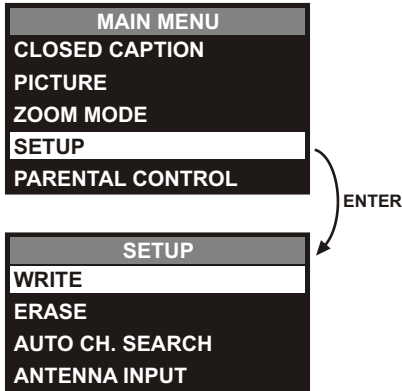 MAIN MENU
CLOSED CAPTION
PICTURE
ZOOM MODE
SETUP
PARENTAL CONTROL
ENTER
SETUP
WRITE
ERASE
AUTO CH. SEARCH
ANTENNA INPUT